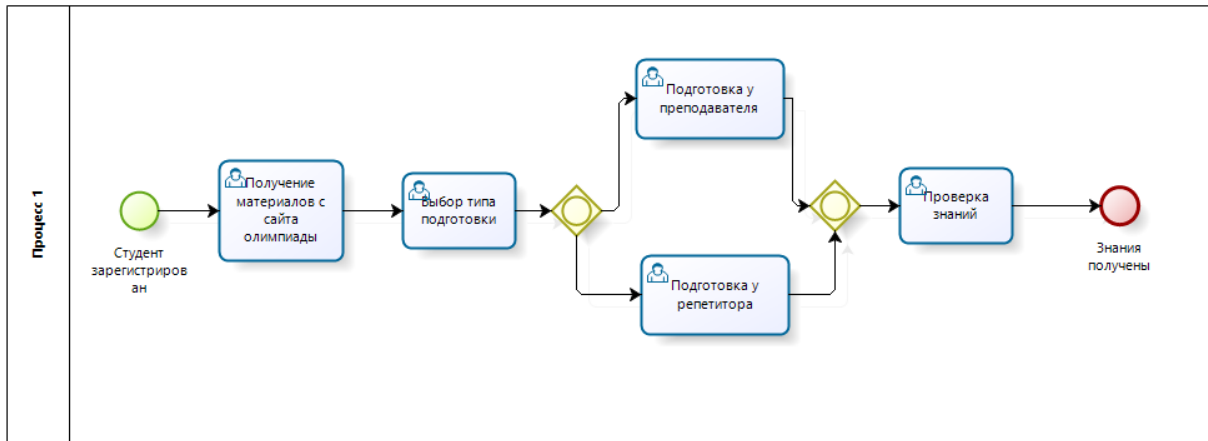 Процесс 1
Студент
зарегистриров
ан
Получение
материалов с
сайта
олимпиады
Выбор типа
подготовки
Подготовка у
преподавателя
Подготовка у
репетитора
Проверка
знаний
Знания
получены